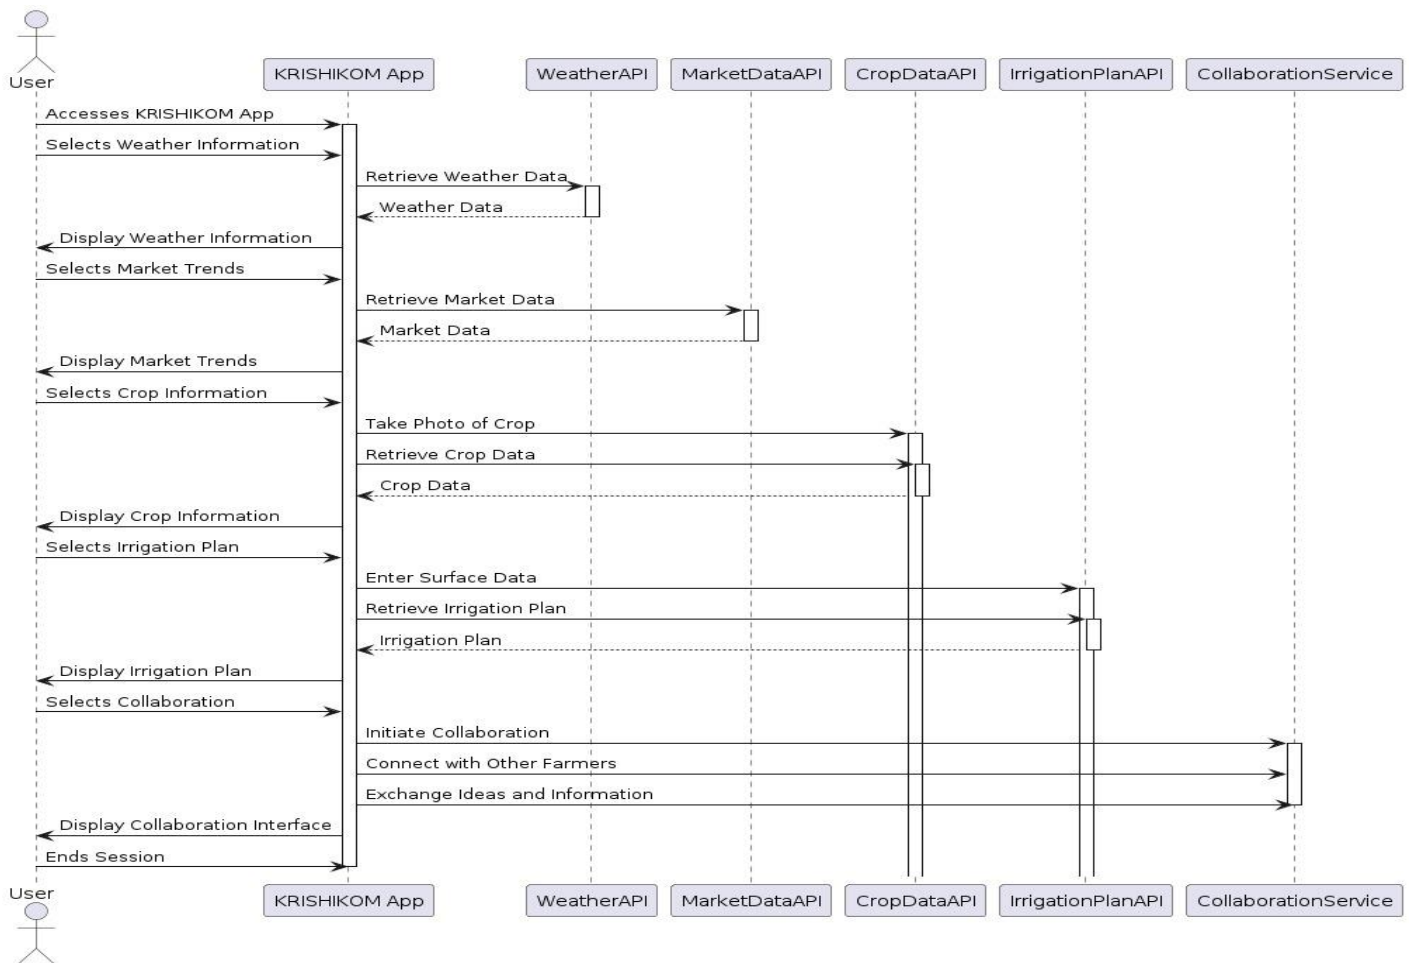 User
KRISHIKOM App
WeatherAPI
MarketDataAPI
CropDataAPI
IrrigationPlanAPI
CollaborationService
Accesses KRISHIKOM App
Selects Weather Information
Retrieve Weather Data
Weather Data
Display Weather Information
Selects Market Trends
Retrieve Market Data
Market Data
Display Market Trends
Selects Crop Information
Take Photo of Crop
Retrieve Crop Data
Crop Data
Display Crop Information
Selects Irrigation Plan
Enter Surface Data
Retrieve Irrigation Plan
Irrigation Plan
Display Irrigation Plan
Selects Collaboration
Initiate Collaboration
Connect with Other Farmers
Exchange Ideas and Information
Display Collaboration Interface
Ends Session
User
KRISHIKOM App
WeatherAPI
MarketDataAPI
CropDataAPI
IrrigationPlanAPI
CollaborationService